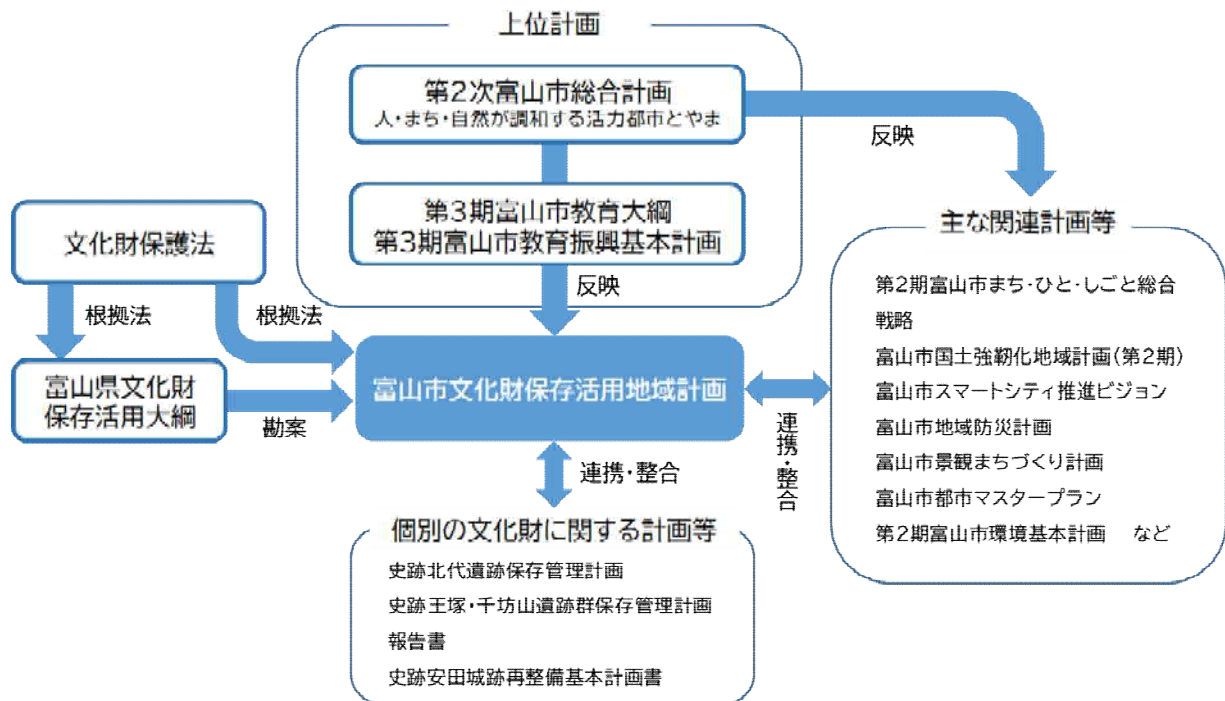 上位計画
第2次富山市総合計画
人・まち・自然が調和する活力都市とやま
反映
第3期富山市教育大綱
第3期富山市教育振興基本計画
反映
文化財保護法
根拠法
根拠法
富山県文化財
保存活用大綱
勘案
富山市文化財保存活用地域計画
連携・整合
連携・整合
主な関連計画等
第2期富山市まち・ひと・しごと総合
戦略
富山市国土強靭化地域計画(第2期)
富山市スマートシティ推進ビジョン
富山市地域防災計画
富山市景観まちづくり計画
富山市都市マスタープラン
第2期富山市環境基本計画 など
個別の文化財に関する計画等
史跡北代遺跡保存管理計画
史跡王塚・千坊山遺跡群保存管理計画
報告書
史跡安田城跡再整備基本計画書